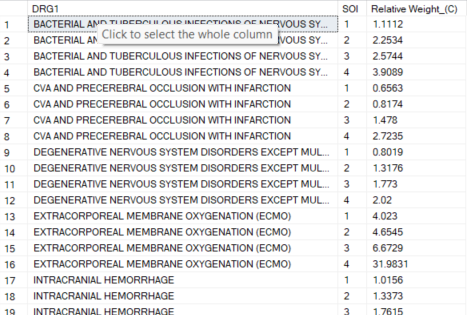 DRG1 SOI Relative Weight_(C)
1 BACTERIAL AND TUBERCULOUS INFECTIONS OF NERVOUS SY... 1 1.1112
Click to select the whole column
2 BACTERIAL AN 2 2.2534
3 BACTERIAL AND TUBERCULOUS INFECTIONS OF NERVOUS SY... 3 2.5744
4 BACTERIAL AND TUBERCULOUS INFECTIONS OF NERVOUS SY... 4 3.9089
5 CVA AND PRECEREBRAL OCCLUSION WITH INFARCTION 1 0.6563
6 CVA AND PRECEREBRAL OCCLUSION WITH INFARCTION 2 0.8174
7 CVA AND PRECEREBRAL OCCLUSION WITH INFARCTION 3 1.478
8 CVA AND PRECEREBRAL OCCLUSION WITH INFARCTION 4 2.7235
9 DEGENERATIVE NERVOUS SYSTEM DISORDERS EXCEPT MUL... 1 0.8019
10 DEGENERATIVE NERVOUS SYSTEM DISORDERS EXCEPT MUL... 2 1.3176
11 DEGENERATIVE NERVOUS SYSTEM DISORDERS EXCEPT MUL... 3 1.773
12 DEGENERATIVE NERVOUS SYSTEM DISORDERS EXCEPT MUL... 4 2.02
13 EXTRACORPOREAL MEMBRANE OXYGENATION (ECMO) 1 4.023
14 EXTRACORPOREAL MEMBRANE OXYGENATION (ECMO) 2 4.6545
15 EXTRACORPOREAL MEMBRANE OXYGENATION (ECMO) 3 6.6729
16 EXTRACORPOREAL MEMBRANE OXYGENATION (ECMO) 4 31.9831
17 INTRACRANIAL HEMORRHAGE 1 1.0156
18 INTRACRANIAL HEMORRHAGE 2 1.3373
19 INTRACRANIAL HEMORRHAGE 3 1.7615